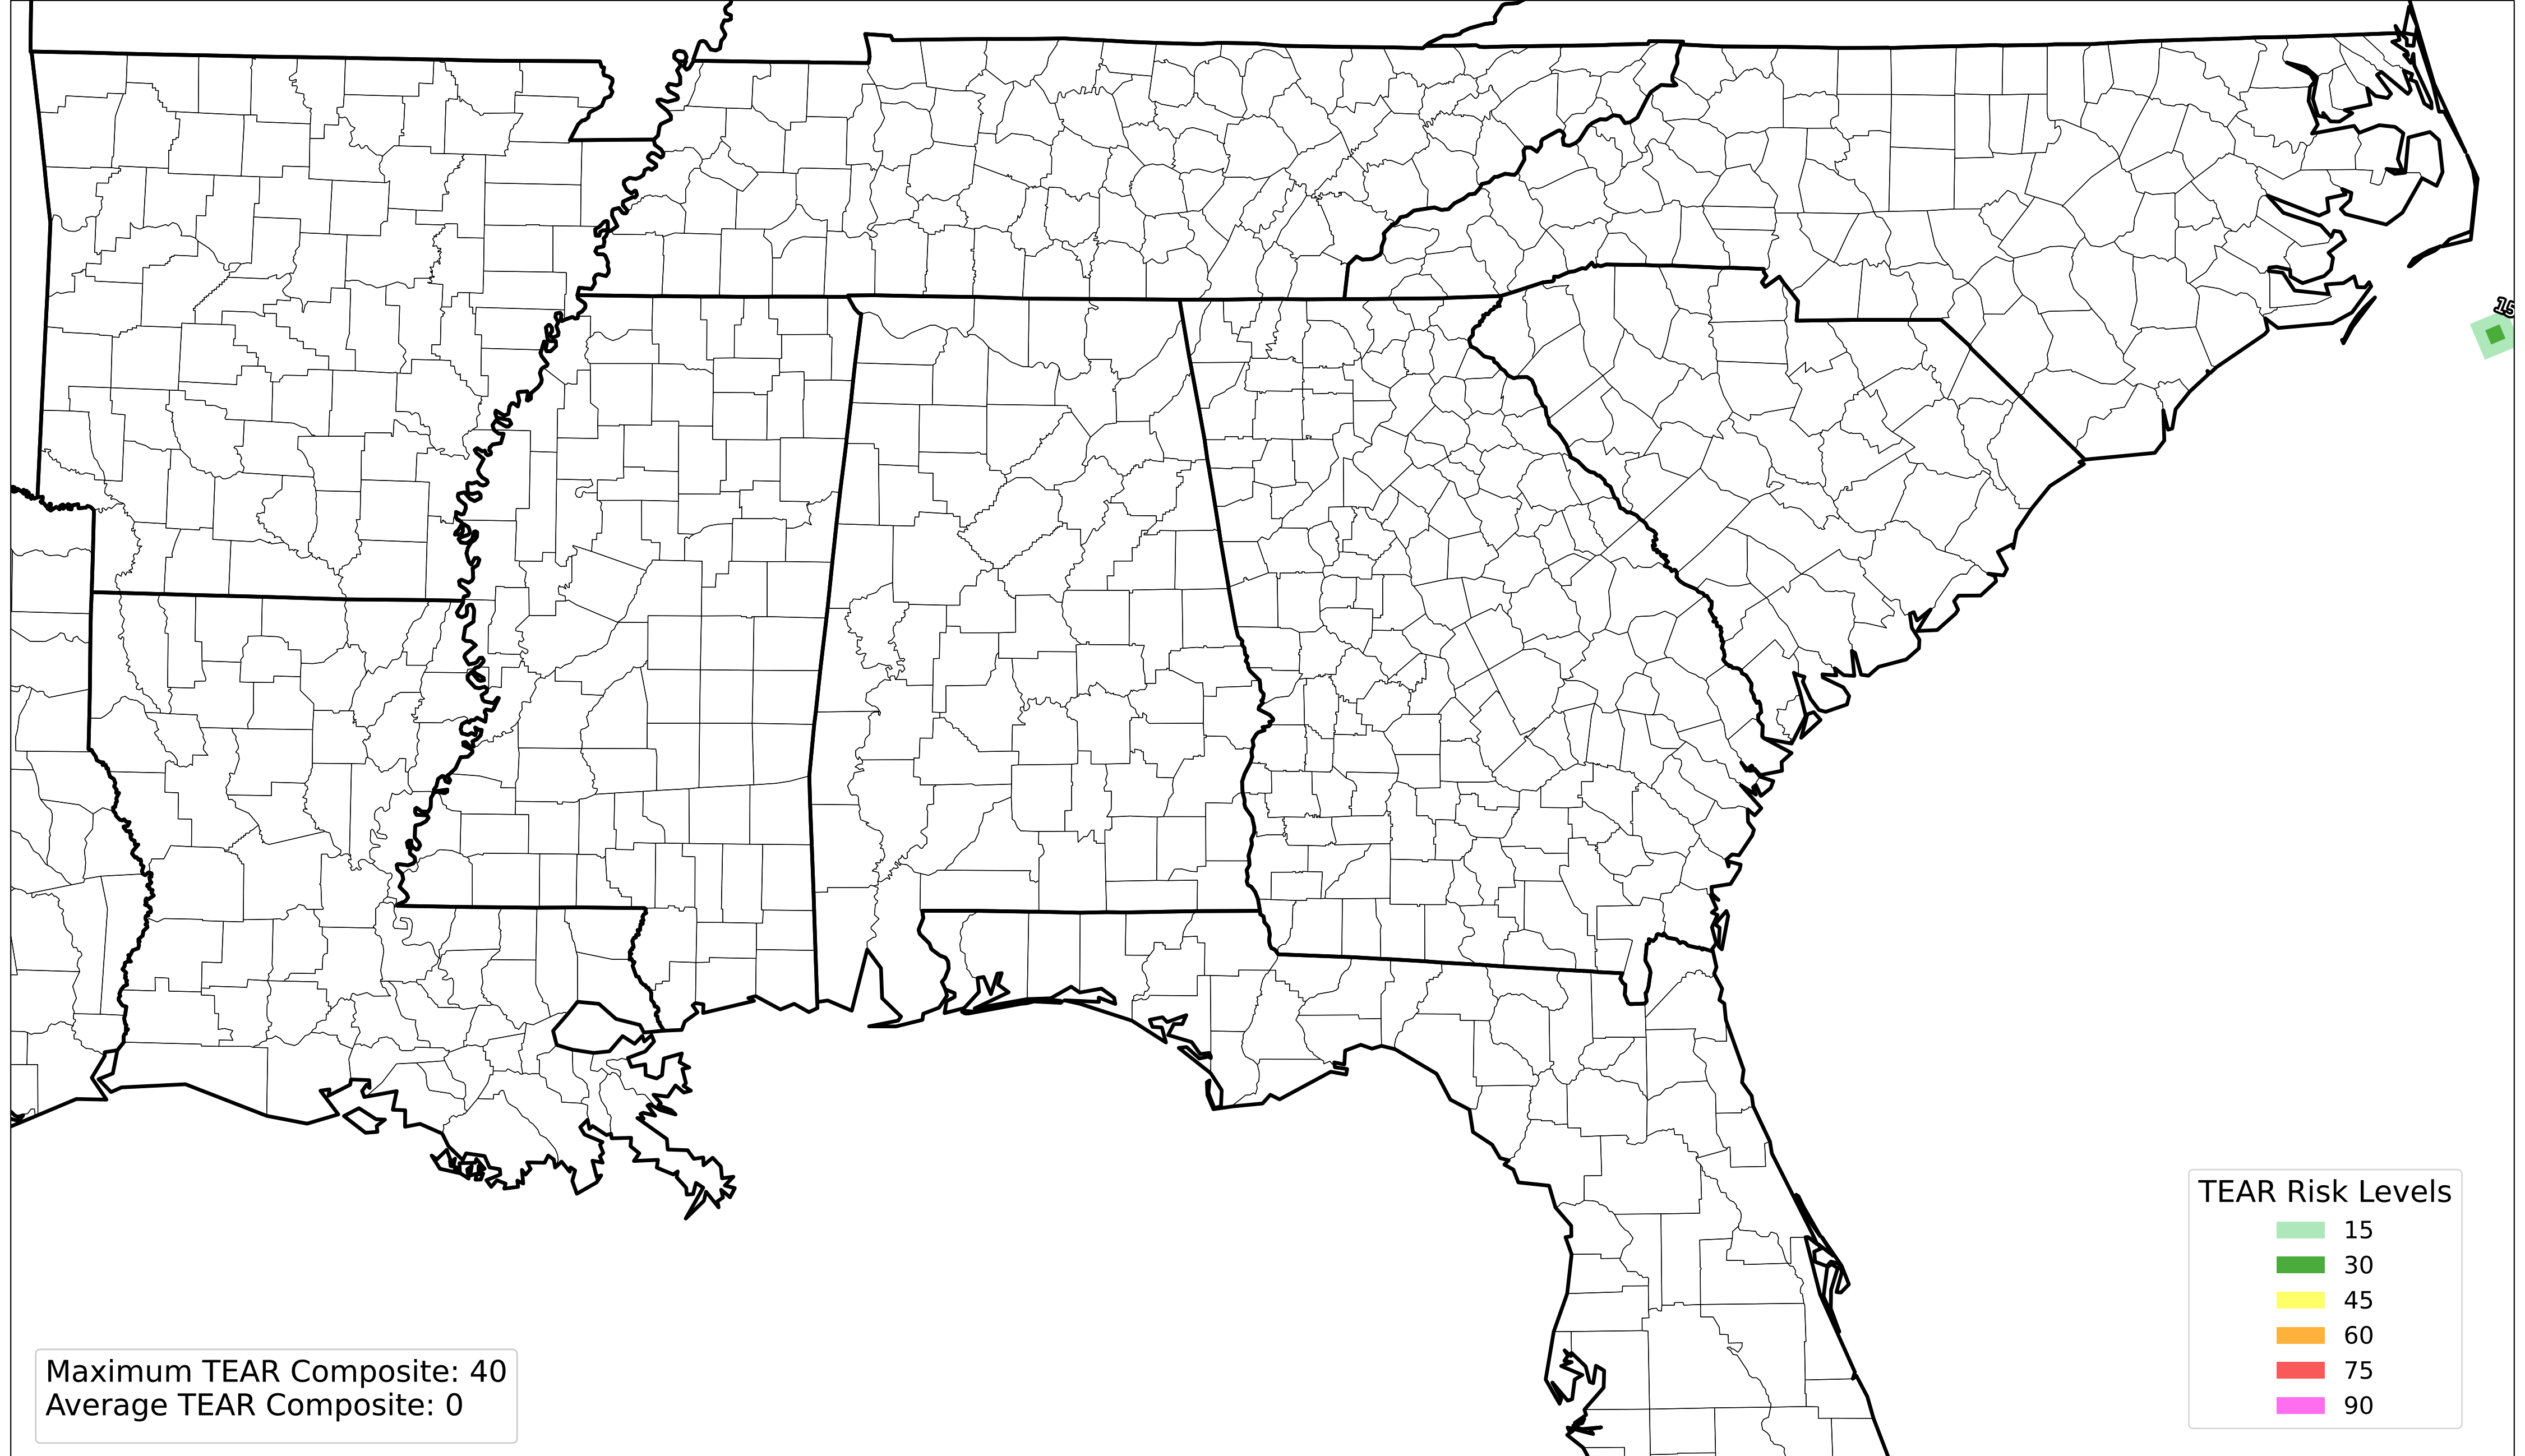 15
TEAR Risk Levels
15
30
45
60
75
90
Maximum TEAR Composite: 40
Average TEAR Composite: 0